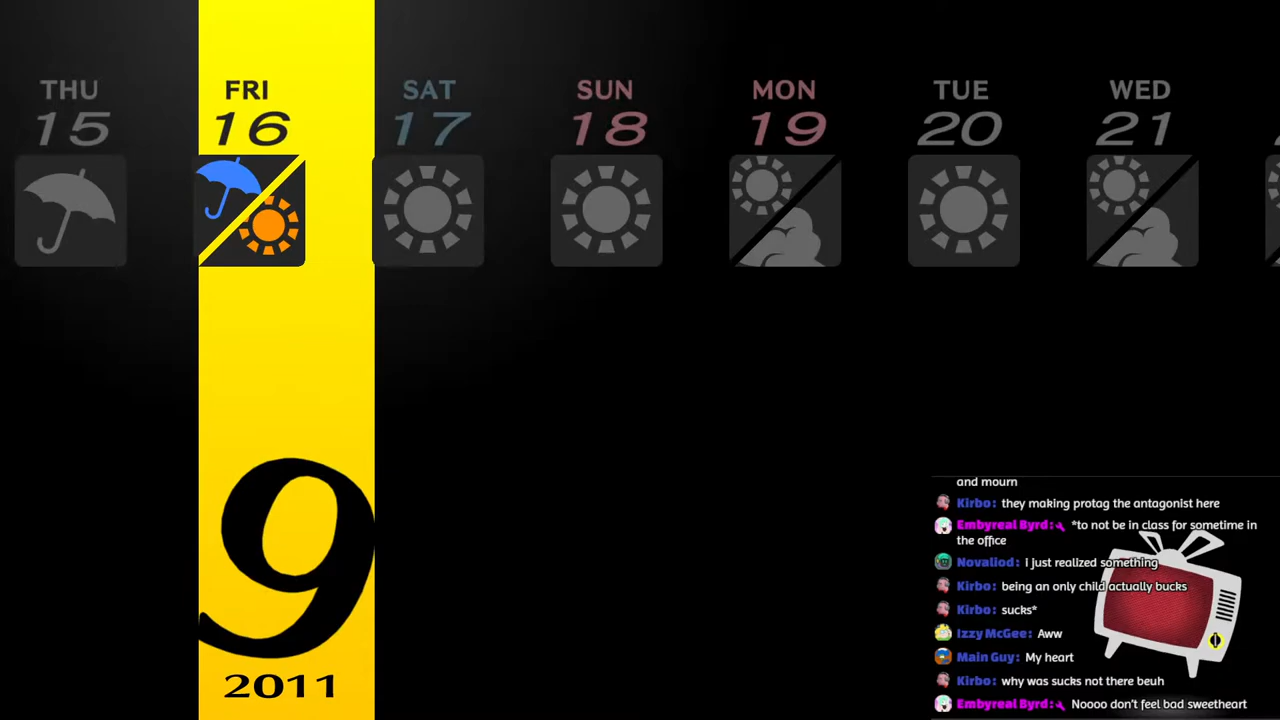 THU FRI SAT SUN MON TUE WED
15 16 17 18 19 20 21
9
2011
and mourn
Kirbo: they making protag the antagonist here
Embyreal Byrd: *to not be in class for sometime in
the office
Novaliod: I just realized something
Kirbo: being an only child actually bucks
Kirbo: sucks*
Izzy McGee: Aww
Main Guy: My heart
Kirbo: why was sucks not there beuh
Embyreal Byrd: Noooo don't feel bad sweetheart